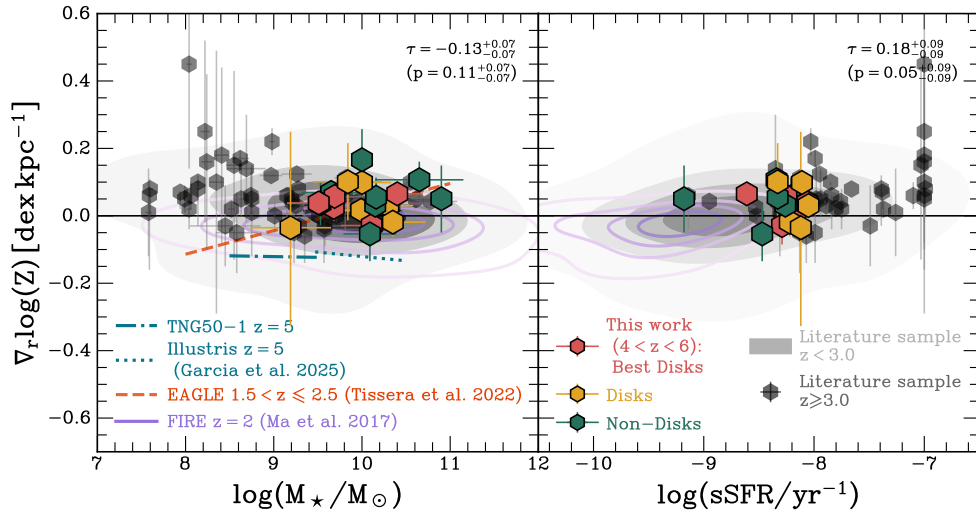 τ = −0.13^{+0.07}_{−0.07}
(p = 0.11^{+0.07}_{−0.07})
τ = 0.18^{+0.09}_{−0.09}
(p = 0.05^{+0.09}_{−0.09})
0.4
0.2
0.0
−0.2
−0.4
−0.6
∇_r log(Z) [dex kpc^{−1}]
TNG50−1 z = 5
Illustris z = 5
(Garcia et al. 2025)
EAGLE 1.5 < z ⩽ 2.5 (Tissera et al. 2022)
FIRE z = 2 (Ma et al. 2017)
This work
(4 < z < 6):
Best Disks
Disks
Non−Disks
Literature sample
z < 3.0
Literature sample
z⩾3.0
7 8 9 10 11 12
−10 −9 −8 −7
log(M⋆/M⊙)
log(sSFR/yr^{−1})